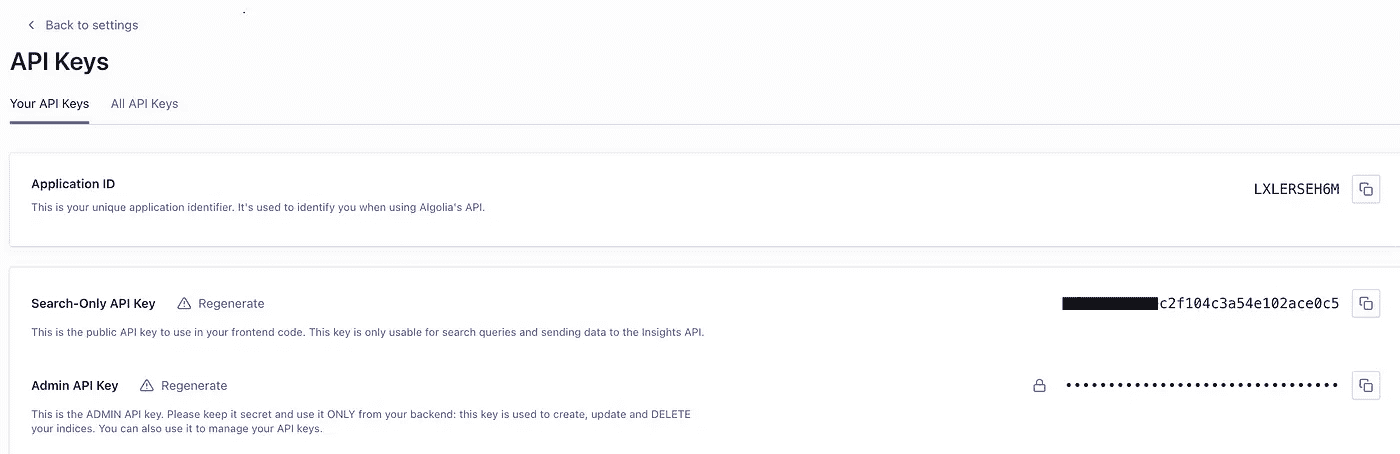 Back to settings
API Keys
Your API Keys All API Keys
Application ID
LXLERSEH6M
This is your unique application identifier. It's used to identify you when using Algolia's API.
Search-Only API Key Regenerate
c2f104c3a54e102ace0c5
This is the public API key to use in your frontend code. This key is only usable for search queries and sending data to the Insights API.
Admin API Key Regenerate
••••••••••••••••••••••••••••••••
This is the ADMIN API key. Please keep it secret and use it ONLY from your backend: this key is used to create, update and DELETE
your indices. You can also use it to manage your API keys.